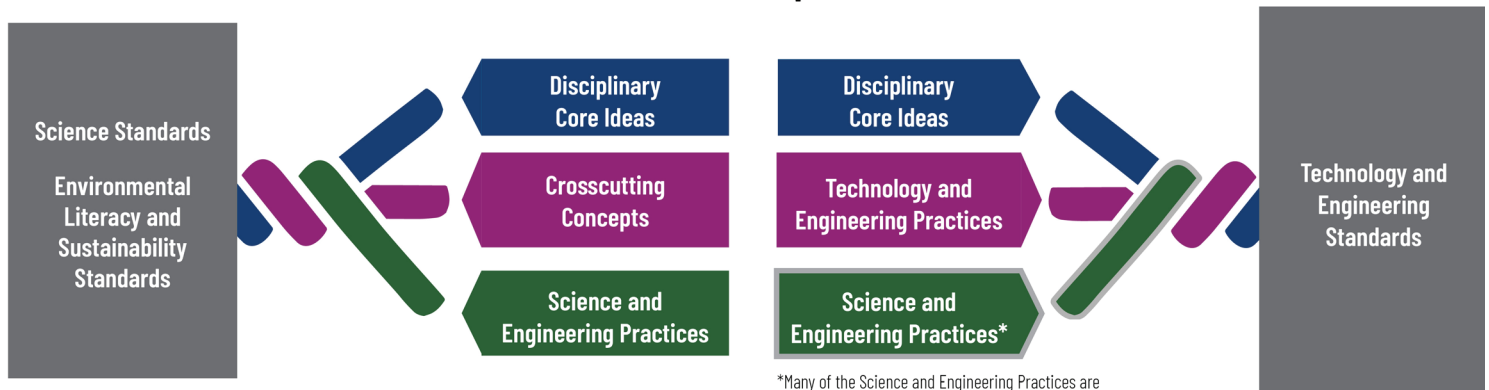 Science Standards
Environmental
Literacy and
Sustainability
Standards
Disciplinary
Core Ideas
Crosscutting
Concepts
Science and
Engineering Practices
Disciplinary
Core Ideas
Technology and
Engineering Practices
Science and
Engineering Practices*
*Many of the Science and Engineering Practices are
Technology and
Engineering
Standards